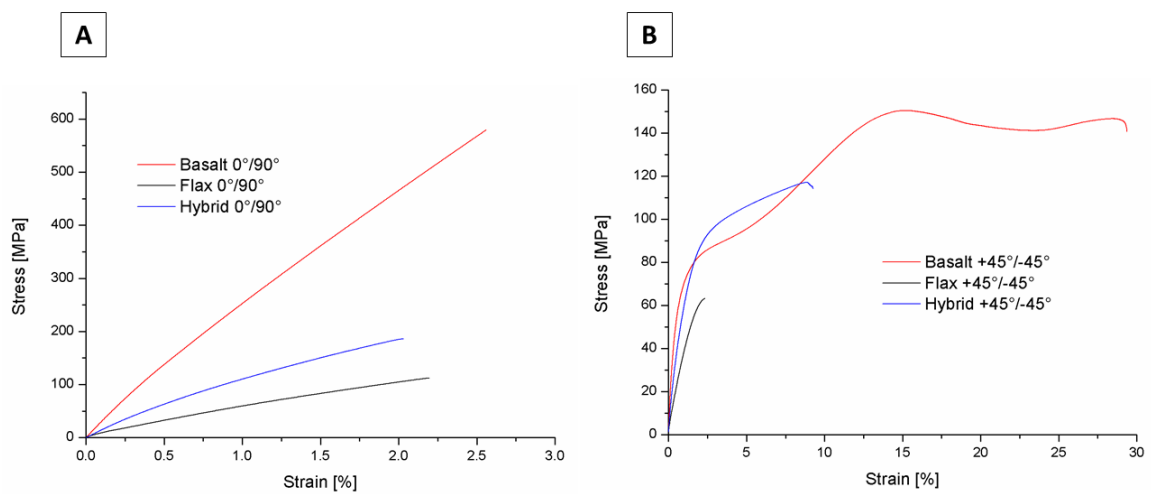 A
Stress [MPa]
600
500
400
300
200
100
0
Basalt 0°/90°
Flax 0°/90°
Hybrid 0°/90°
0.0 0.5 1.0 1.5 2.0 2.5 3.0
Strain [%]
B
Stress [MPa]
160
140
120
100
80
60
40
20
0
Basalt +45°/-45°
Flax +45°/-45°
Hybrid +45°/-45°
0 5 10 15 20 25 30
Strain [%]